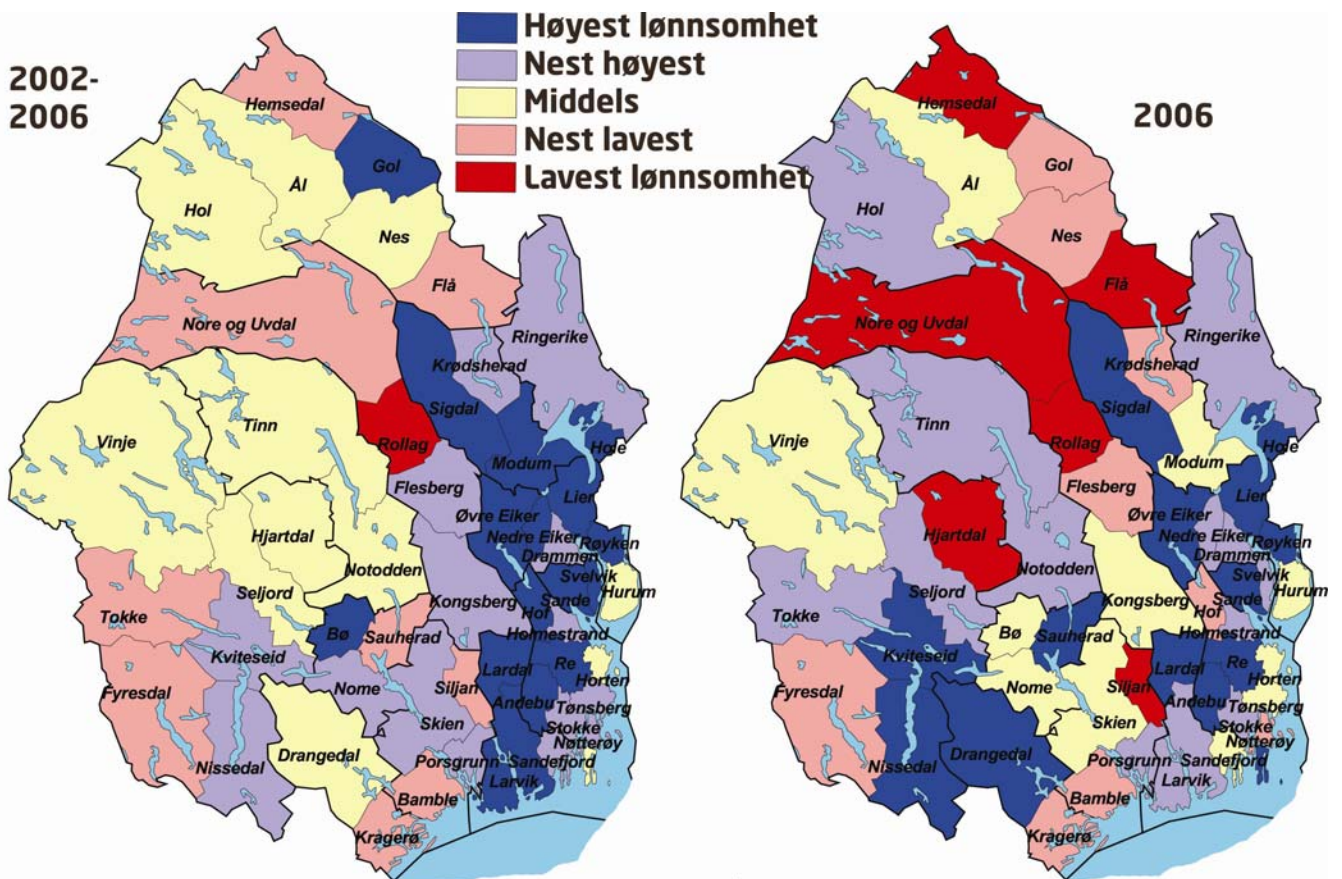 2002-
2006
Høyest lønnsomhet
Nest høyest
Middels
Nest lavest
Lavest lønnsomhet
2006
Hemsedal
Gol
Ål
Hol
Nes
Flå
Nore og Uvdal
Ringerike
Krødsherad
Sigdal
Tinn
Vinje
Rollag
Hole
Modum
Flesberg
Lier
Øvre Eiker
Hjartdal
Nedre Eiker
Røyken
Drammen
Notodden
Svelvik
Seljord
Hurum
Kongsberg
Sande
Tokke
Hof
Bø
Sauherad
Holmestrand
Kviteseid
Lardal
Re
Siljan
Horten
Fyresdal
Nome
Andebu
Tønsberg
Skien
Stokke
Drangedal
Nøtterøy
Porsgrunn
Sandefjord
Nissedal
Larvik
Bamble
Kragerø
Hemsedal
Gol
Ål
Hol
Nes
Flå
Nore og Uvdal
Ringerike
Krødsherad
Sigdal
Tinn
Vinje
Rollag
Hole
Modum
Flesberg
Lier
Øvre Eiker
Hjartdal
Nedre Eiker
Røyken
Drammen
Notodden
Svelvik
Seljord
Hurum
Kongsberg
Sande
Tokke
Hof
Bø
Sauherad
Holmestrand
Kviteseid
Lardal
Re
Siljan
Horten
Fyresdal
Nome
Andebu
Tønsberg
Skien
Stokke
Drangedal
Nøtterøy
Porsgrunn
Sandefjord
Nissedal
Larvik
Bamble
Kragerø